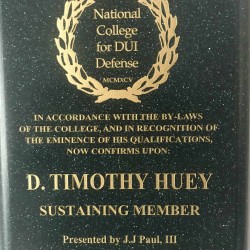 National
College
for DUI
Defense
MCMXCV
IN ACCORDANCE WITH THE BY-LAWS
OF THE COLLEGE, AND IN RECOGNITION
OF THE EMINENCE OF HIS QUALIFICATIONS,
NOW CONFIRMS UPON:
D. TIMOTHY HUEY
SUSTAINING MEMBER
Presented by J.J Paul, III